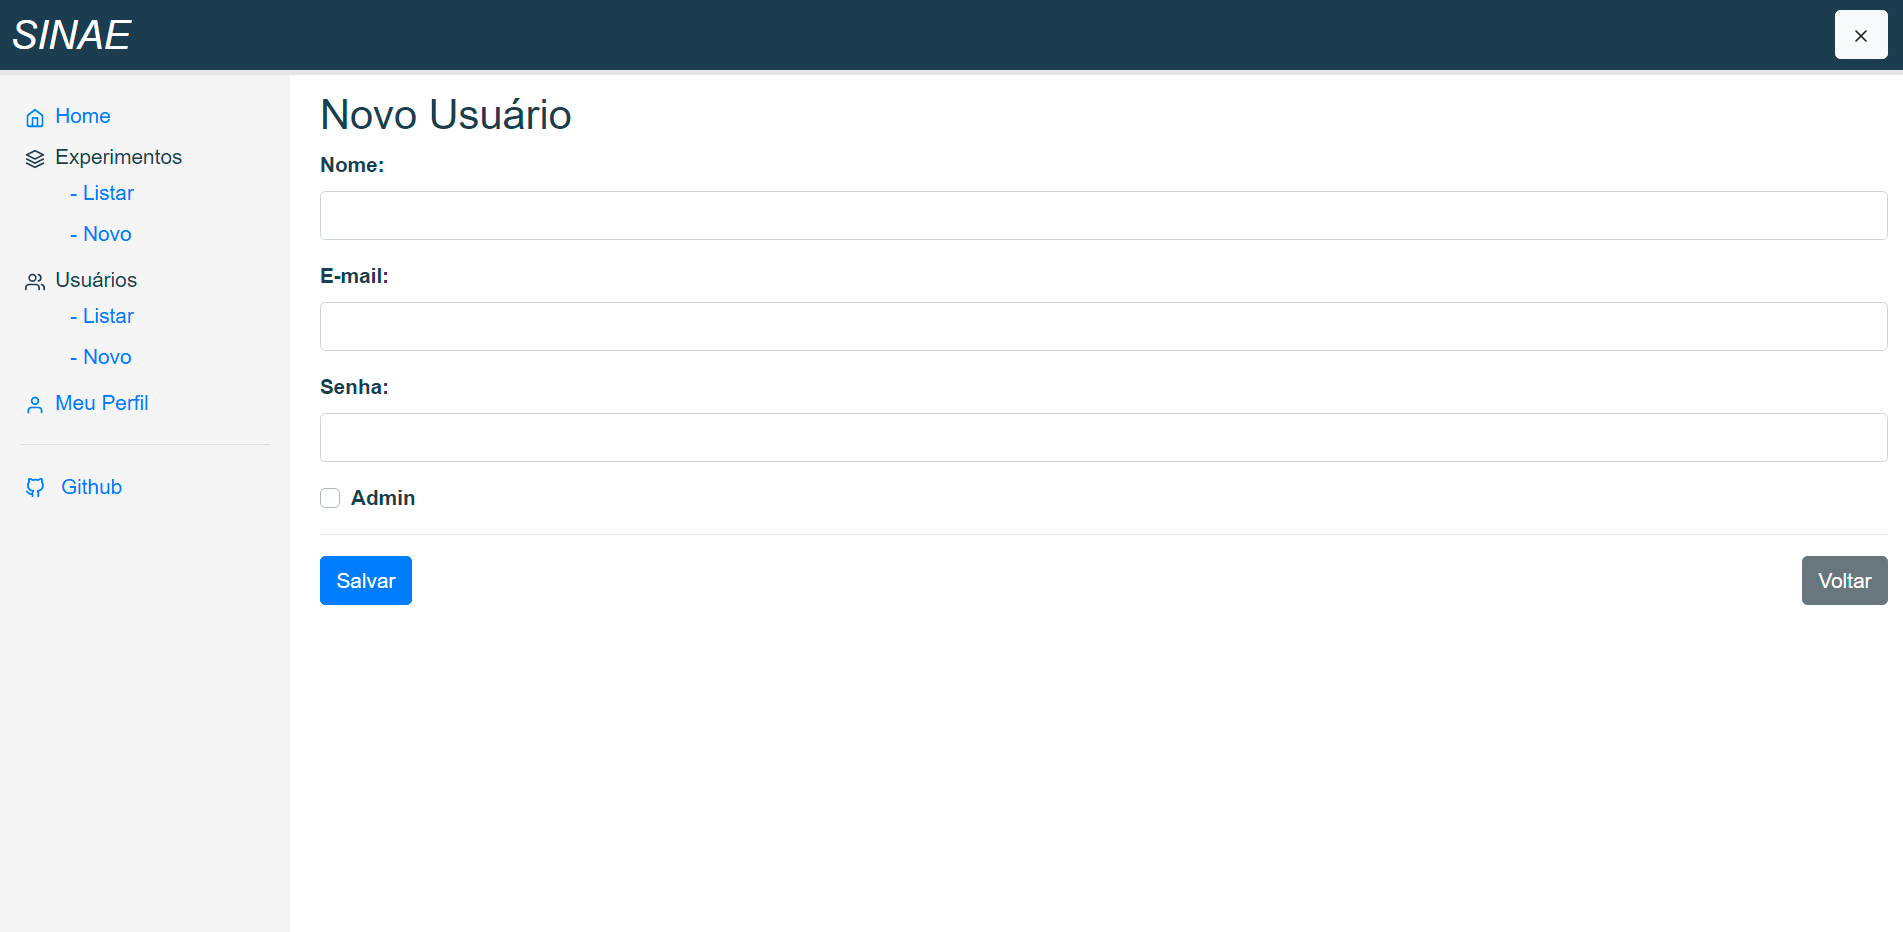 SINAE
Home
Experimentos
- Listar
- Novo
Usuários
- Listar
- Novo
Meu Perfil
Github
Novo Usuário
Nome:
E-mail:
Senha:
Admin
Salvar
Voltar